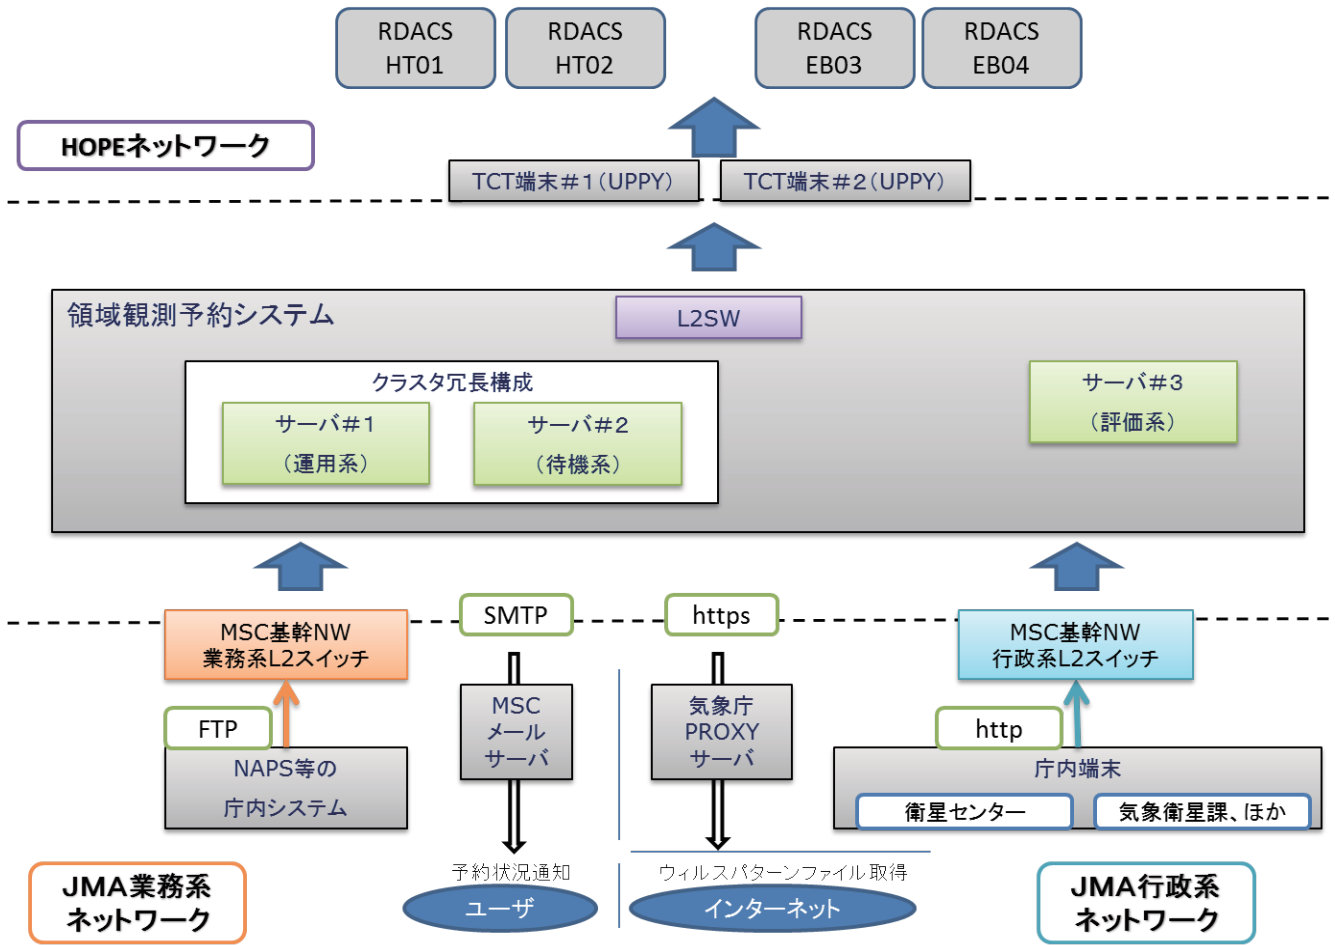 RDACS
HT01
RDACS
HT02
RDACS
EB03
RDACS
EB04
HOPEネットワーク
TCT端末＃１（UPPY）
TCT端末＃２（UPPY）
領域観測予約システム
L2SW
クラスタ冗長構成
サーバ＃１
（運用系）
サーバ＃２
（待機系）
サーバ＃３
（評価系）
MSC基幹NW
業務系L2スイッチ
SMTP
https
MSC基幹NW
行政系L2スイッチ
FTP
NAPS等の
庁内システム
MSC
メール
サーバ
気象庁
PROXY
サーバ
http
庁内端末
衛星センター
気象衛星課、ほか
予約状況通知
ユーザ
ウィルスパターンファイル取得
インターネット
ＪＭＡ業務系
ネットワーク
ＪＭＡ行政系
ネットワーク